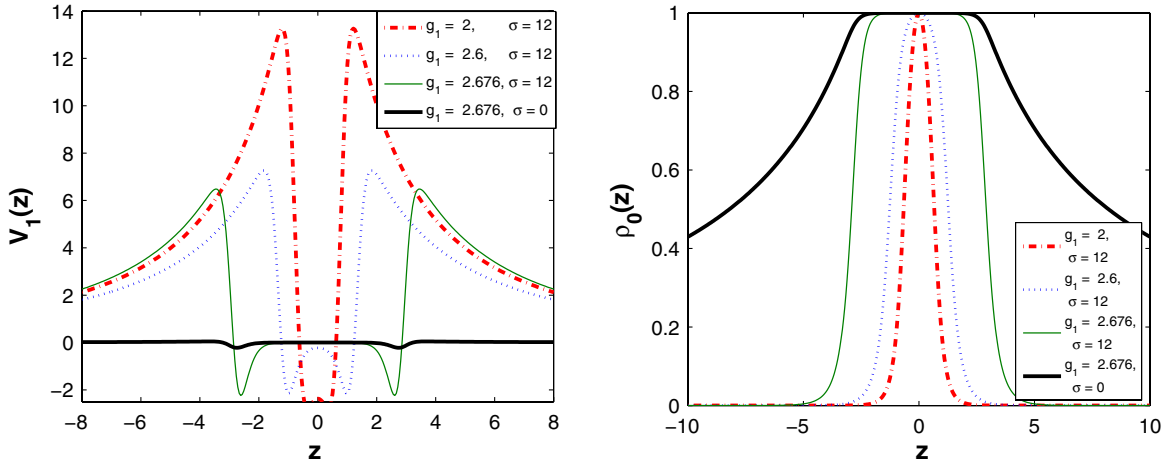 14
12
10
8
6
4
2
0
−2
−8
−6
−4
−2
0
2
4
6
8
z
V1(z)
g1 = 2, σ = 12
g1 = 2.6, σ = 12
g1 = 2.676, σ = 12
g1 = 2.676, σ = 0
1
0.8
0.6
0.4
0.2
0
−10
−5
0
5
10
z
ρ0(z)
g1 = 2,
σ = 12
g1 = 2.6,
σ = 12
g1 = 2.676,
σ = 12
g1 = 2.676,
σ = 0